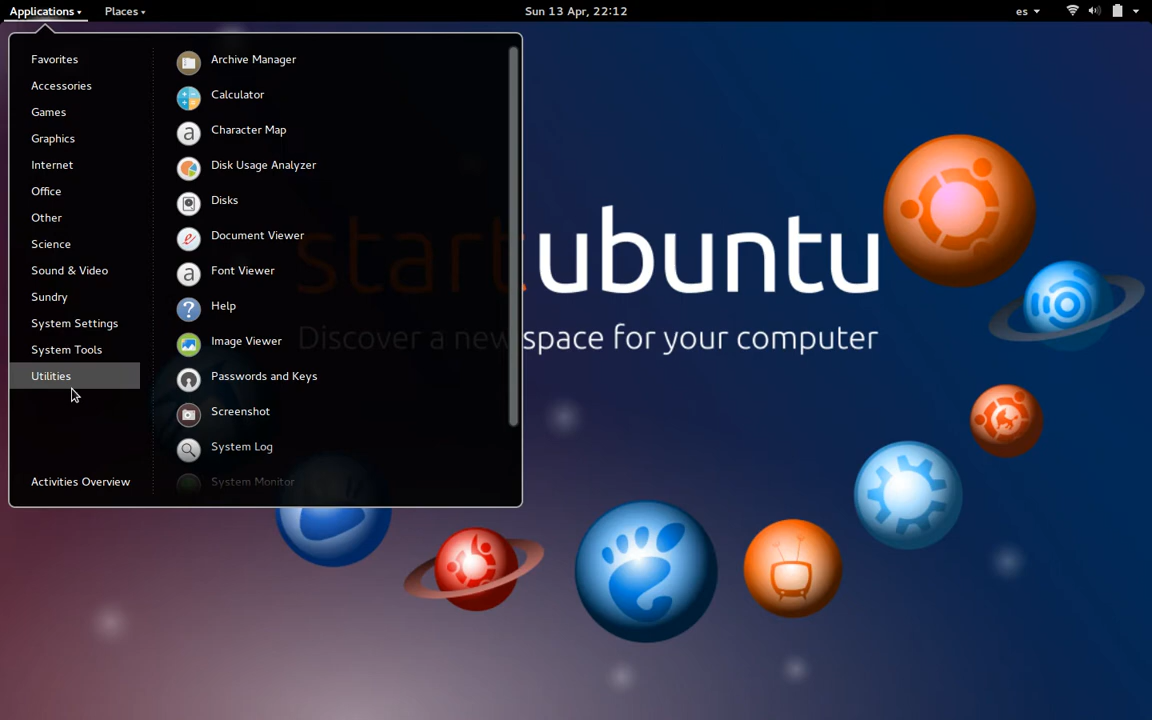 Applications Places Sun 13 Apr, 22:12 es
Favorites
Accessories
Games
Graphics
Internet
Office
Other
Science
Sound & Video
Sundry
System Settings
System Tools
Utilities
Activities Overview
Archive Manager
Calculator
Character Map
Disk Usage Analyzer
Disks
Document Viewer
Font Viewer
Help
Image Viewer
Passwords and Keys
Screenshot
System Log
System Monitor
startubuntu
Discover a new space for your computer